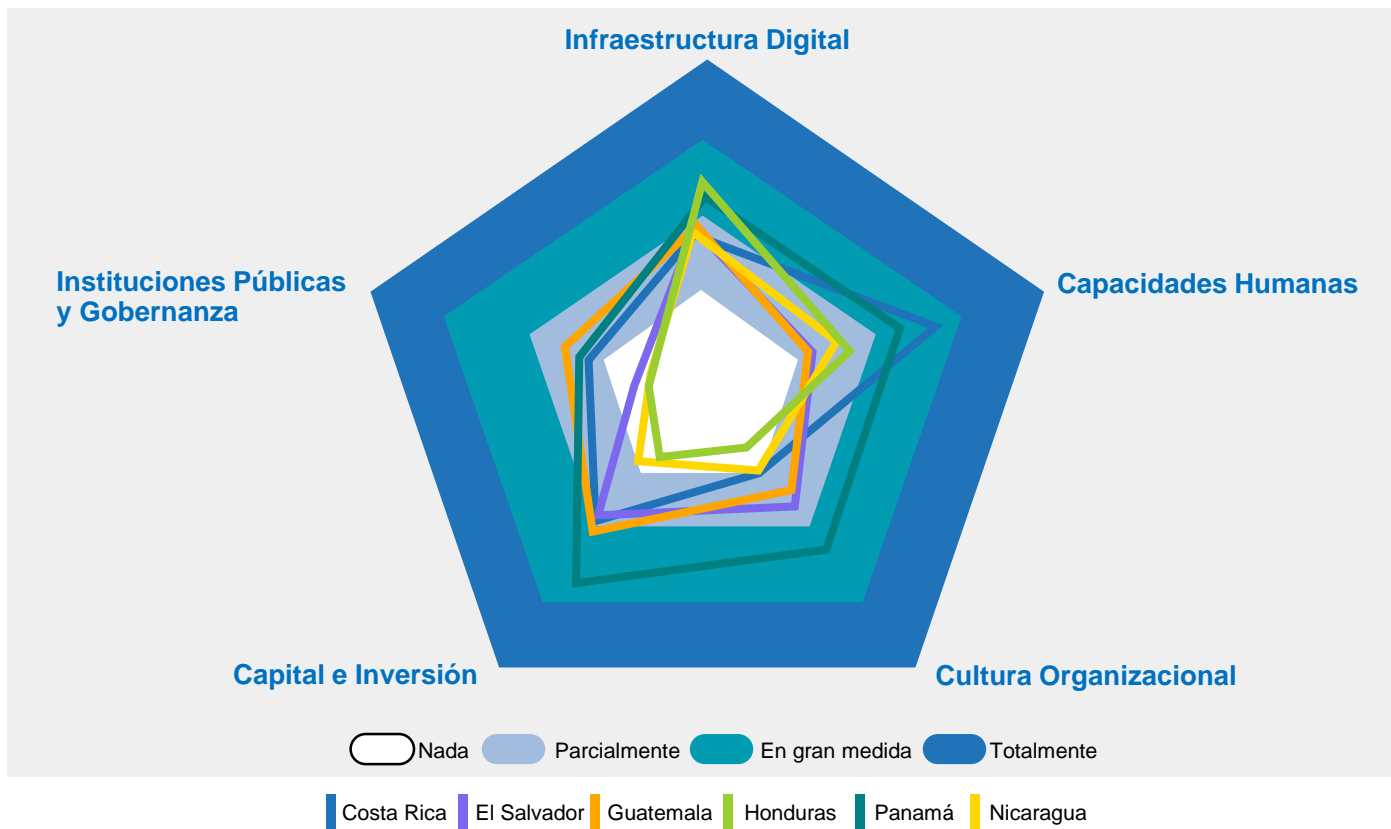 Infraestructura Digital
Instituciones Públicas
y Gobernanza
Capacidades Humanas
Capital e Inversión
Cultura Organizacional
Nada Parcialmente En gran medida Totalmente
Costa Rica El Salvador Guatemala Honduras Panamá Nicaragua